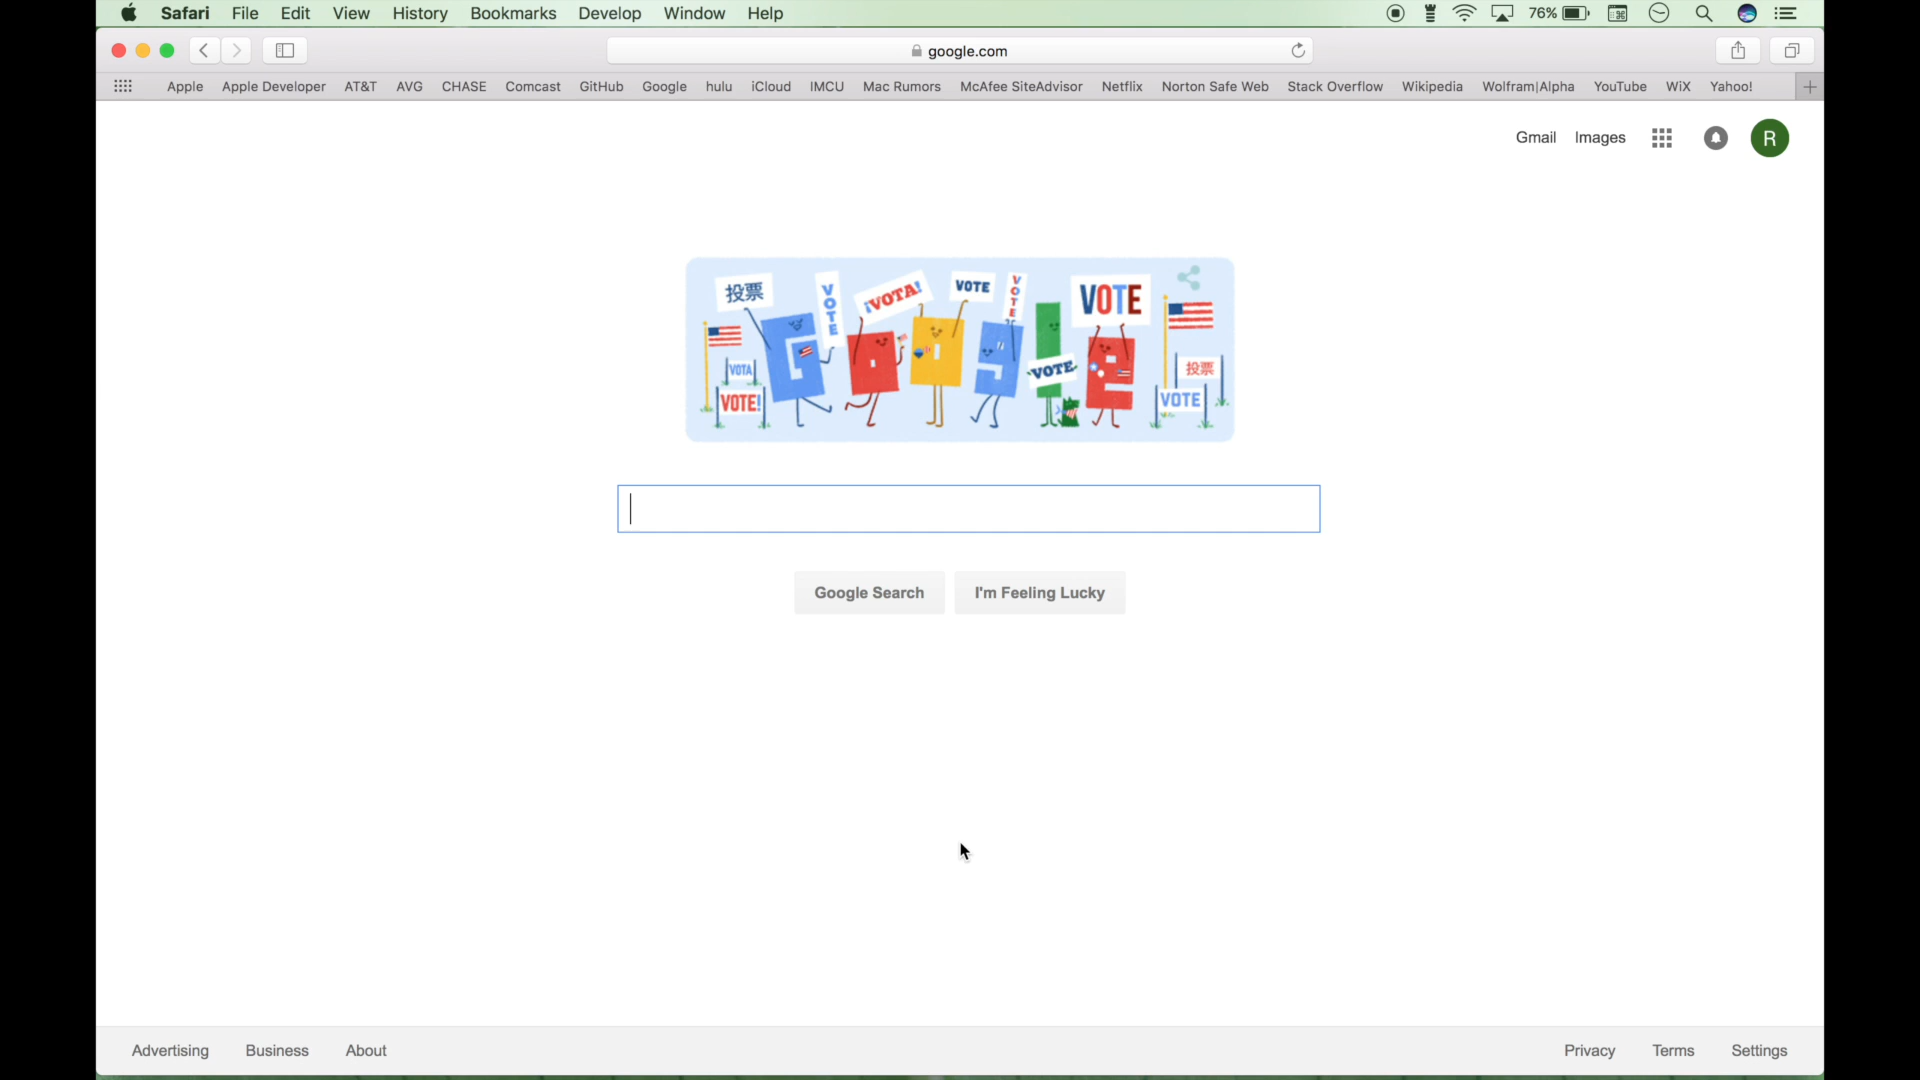 Safari File Edit View History Bookmarks Develop Window Help 76%
google.com
Apple Apple Developer AT&T AVG CHASE Comcast GitHub Google hulu iCloud IMCU Mac Rumors McAfee SiteAdvisor Netflix Norton Safe Web Stack Overflow Wikipedia Wolfram|Alpha YouTube WiX Yahoo!
Gmail Images R
投票 VOTE ¡VOTA! VOTE VOTE VOTE
Google
VOTA VOTE 投票
VOTE! VOTE
Google Search I'm Feeling Lucky
Advertising Business About Privacy Terms Settings